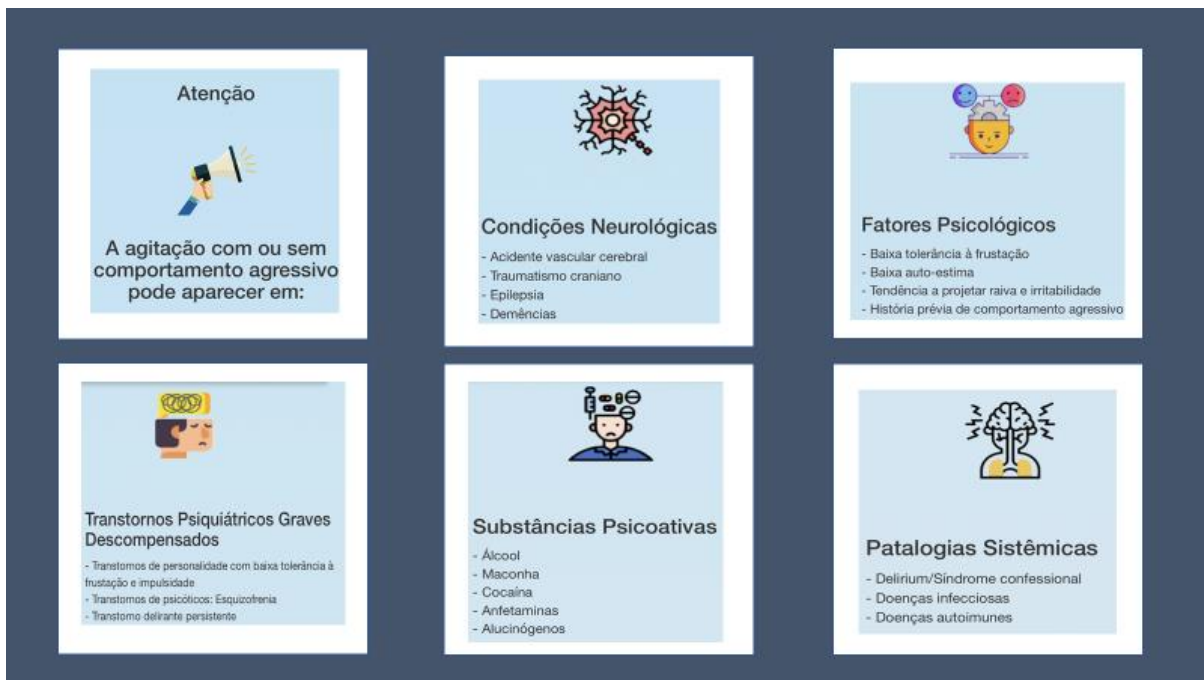 Atenção
A agitação com ou sem
comportamento agressivo
pode aparecer em:
Condições Neurológicas
- Acidente vascular cerebral
- Traumatismo craniano
- Epilepsia
- Demências
Fatores Psicológicos
- Baixa tolerância à frustação
- Baixa auto-estima
- Tendência a projetar raiva e irritabilidade
- História prévia de comportamento agressivo
Transtornos Psiquiátricos Graves
Descompensados
- Transtornos de personalidade com baixa tolerância à
frustação e impulsidade
- Transtornos de psicóticos: Esquizofrenia
- Transtorno delirante persistente
Substâncias Psicoativas
- Álcool
- Maconha
- Cocaína
- Anfetaminas
- Alucinógenos
Patalogias Sistêmicas
- Delirium/Síndrome confessional
- Doenças infecciosas
- Doenças autoimunes